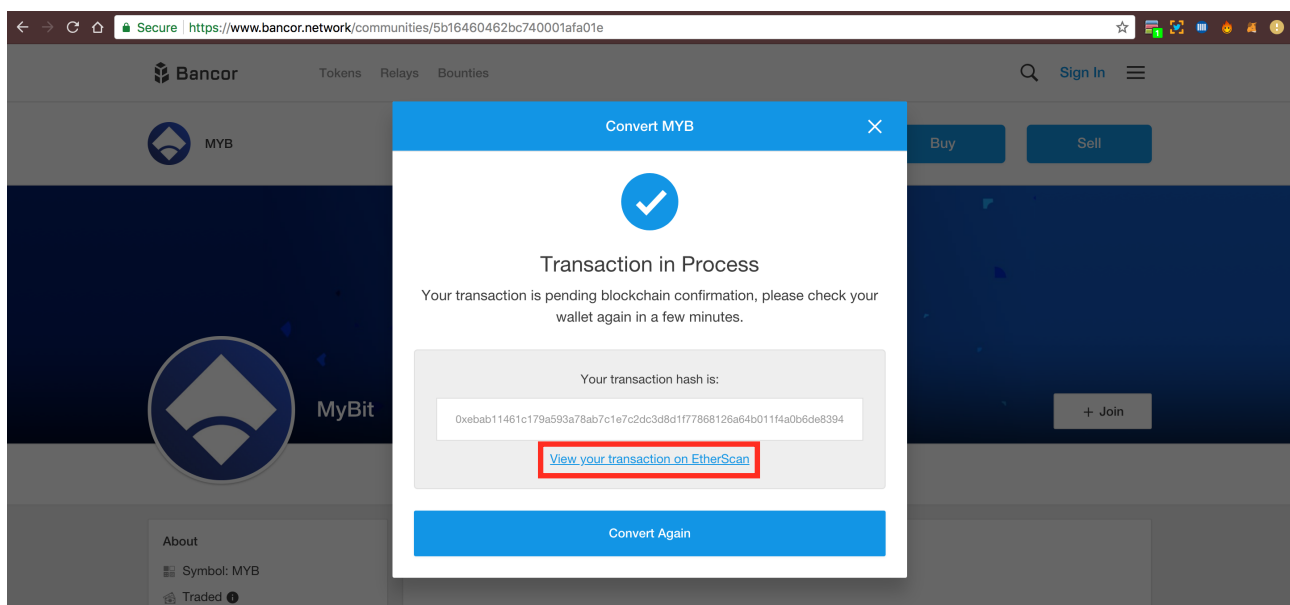 Secure https://www.bancor.network/communities/5b16460462bc740001afa01e
1
Bancor Tokens Relays Bounties Sign In
MYB Buy Sell
Convert MYB
Transaction in Process
Your transaction is pending blockchain confirmation, please check your
wallet again in a few minutes.
Your transaction hash is:
0xebab11461c179a593a78ab7c1e7c2dc3d8d1f77868126a64b011f4a0b6de8394
View your transaction on EtherScan
Convert Again
MyBit
+ Join
About
Symbol: MYB
Traded